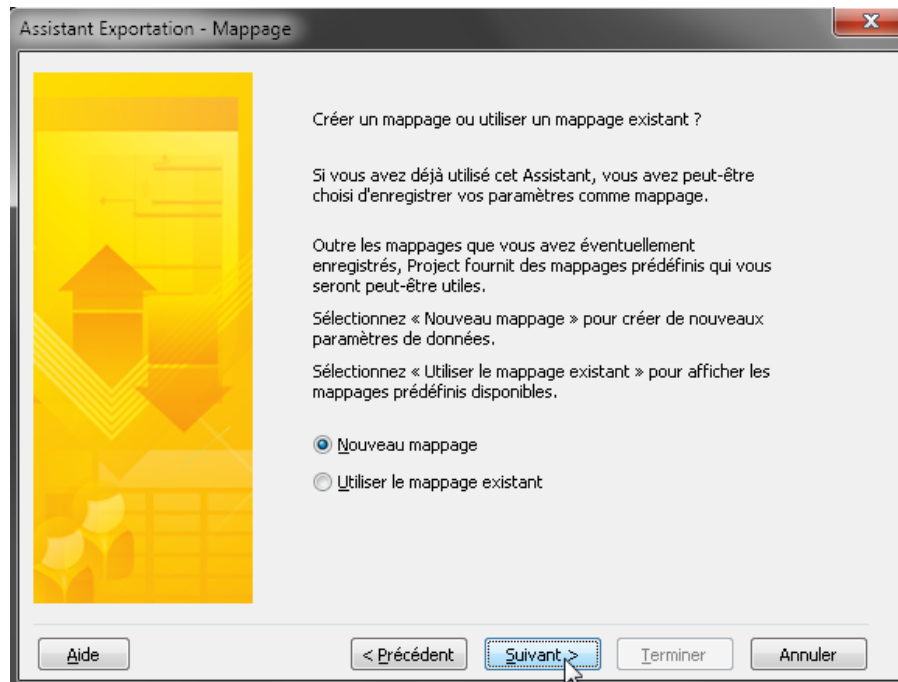 Assistant Exportation - Mappage
Créer un mappage ou utiliser un mappage existant ?
Si vous avez déjà utilisé cet Assistant, vous avez peut-être
choisi d'enregistrer vos paramètres comme mappage.
Outre les mappages que vous avez éventuellement
enregistrés, Project fournit des mappages prédéfinis qui vous
seront peut-être utiles.
Sélectionnez « Nouveau mappage » pour créer de nouveaux
paramètres de données.
Sélectionnez « Utiliser le mappage existant » pour afficher les
mappages prédéfinis disponibles.
Nouveau mappage
Utiliser le mappage existant
Aide
< Précédent
Suivant >
Terminer
Annuler